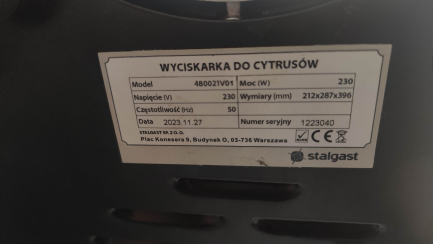 WYCISKARKA DO CYTRUSÓW
Model 480021V01 Moc (W) 230
Napięcie (V) 230 Wymiary (mm) 212x287x396
Częstotliwość (Hz) 50
Data 2023.11.27 Numer seryjny 1223040
STALGAST SP. Z O.O.
Plac Konesera 9, Budynek O, 03-736 Warszawa
CE
stalgast